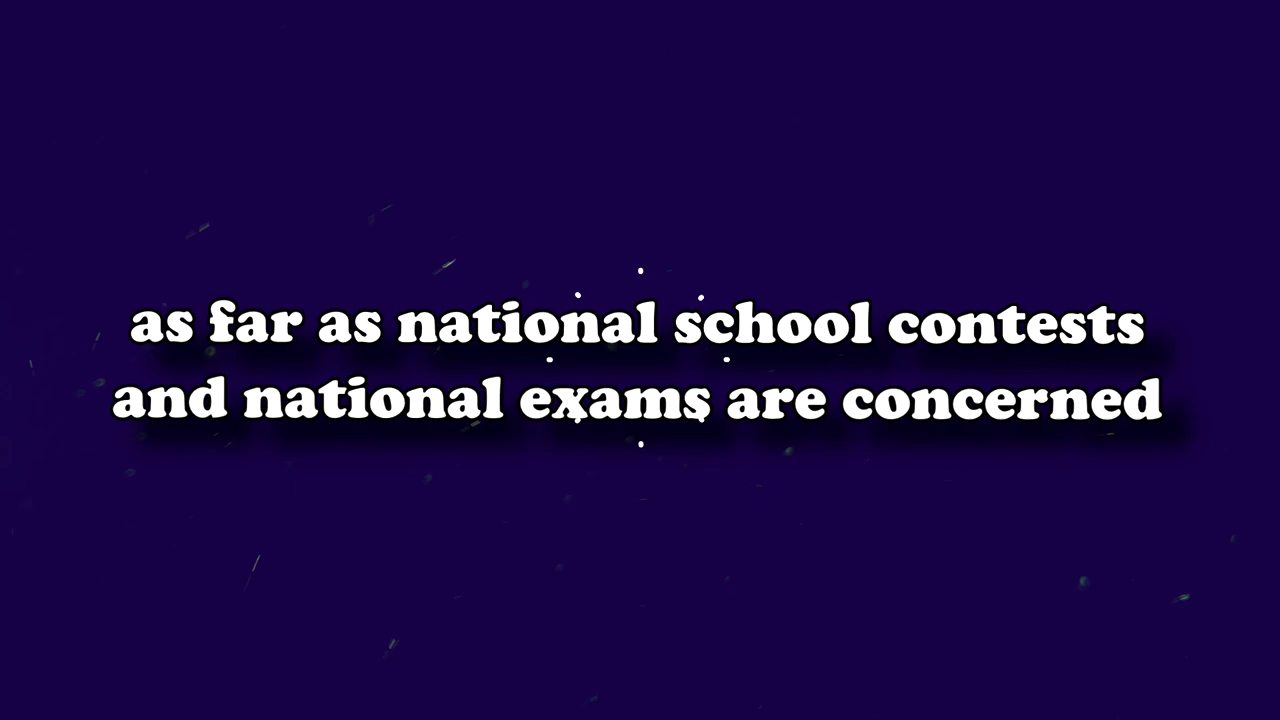 as far as national school contests
and national exams are concerned